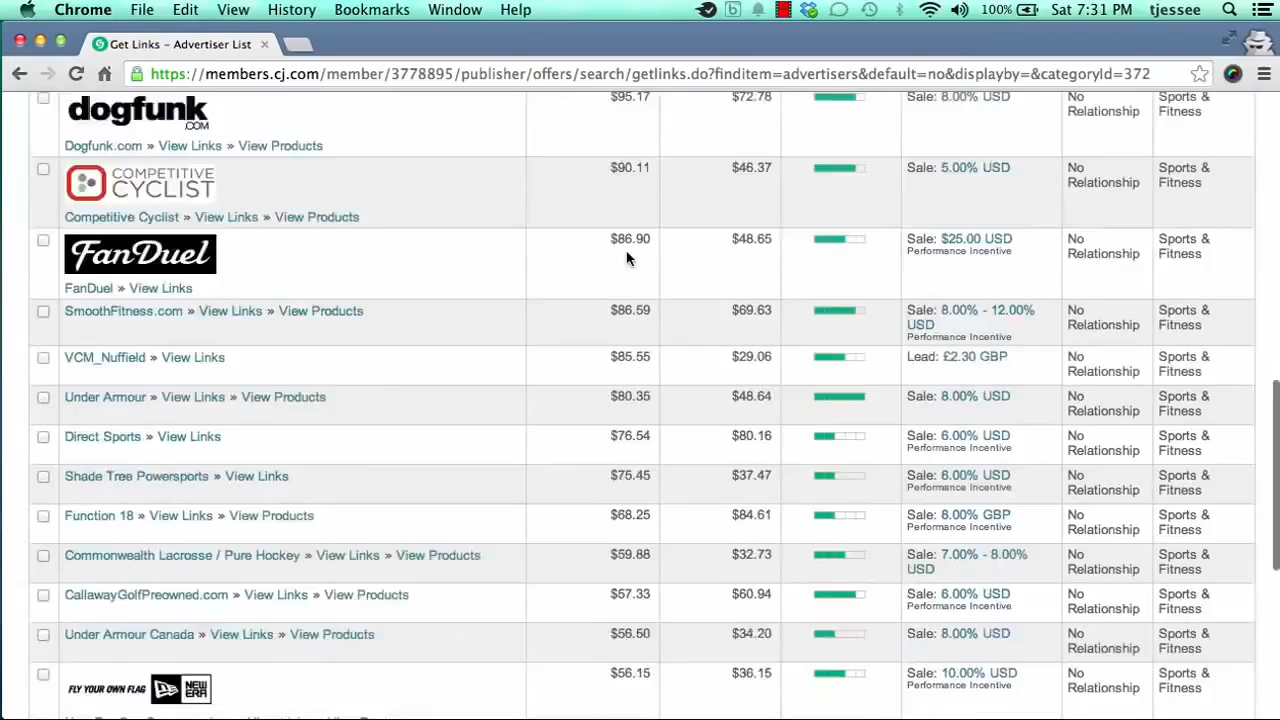 Chrome File Edit View History Bookmarks Window Help 100% Sat 7:31 PM tjessee
Get Links – Advertiser List
https://members.cj.com/member/3778895/publisher/offers/search/getlinks.do?finditem=advertisers&default=no&displayby=&categoryId=372
dogfunk
.COM
Dogfunk.com » View Links » View Products
$95.17 $72.78 Sale: 8.00% USD No Relationship Sports & Fitness
COMPETITIVE
CYCLIST
Competitive Cyclist » View Links » View Products
$90.11 $46.37 Sale: 5.00% USD No Relationship Sports & Fitness
FanDuel
FanDuel » View Links
$86.90 $48.65 Sale: $25.00 USD Performance Incentive No Relationship Sports & Fitness
SmoothFitness.com » View Links » View Products $86.59 $69.63 Sale: 8.00% - 12.00% USD Performance Incentive No Relationship Sports & Fitness
VCM_Nuffield » View Links $85.55 $29.06 Lead: £2.30 GBP No Relationship Sports & Fitness
Under Armour » View Links » View Products $80.35 $48.64 Sale: 8.00% USD No Relationship Sports & Fitness
Direct Sports » View Links $76.54 $80.16 Sale: 6.00% USD Performance Incentive No Relationship Sports & Fitness
Shade Tree Powersports » View Links $75.45 $37.47 Sale: 6.00% USD Performance Incentive No Relationship Sports & Fitness
Function 18 » View Links » View Products $68.25 $84.61 Sale: 8.00% GBP Performance Incentive No Relationship Sports & Fitness
Commonwealth Lacrosse / Pure Hockey » View Links » View Products $59.88 $32.73 Sale: 7.00% - 8.00% USD No Relationship Sports & Fitness
CallawayGolfPreowned.com » View Links » View Products $57.33 $60.94 Sale: 6.00% USD Performance Incentive No Relationship Sports & Fitness
Under Armour Canada » View Links » View Products $56.50 $34.20 Sale: 8.00% USD No Relationship Sports & Fitness
FLY YOUR OWN FLAG NEW ERA
$56.15 $36.15 Sale: 10.00% USD Performance Incentive No Relationship Sports & Fitness